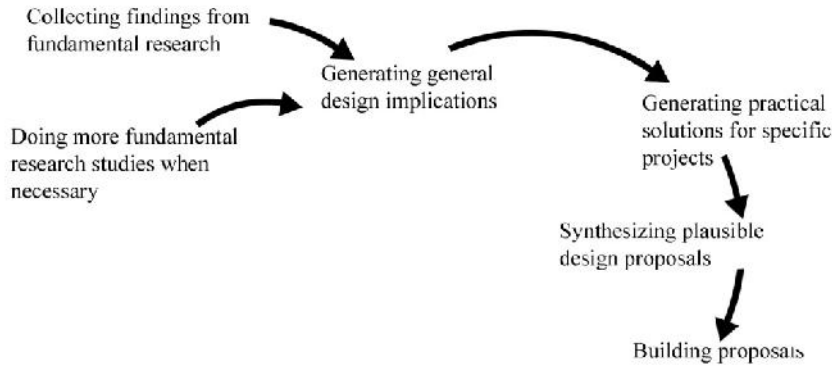 Collecting findings from
fundamental research
Generating general
design implications
Generating practical
solutions for specific
projects
Doing more fundamental
research studies when
necessary
Synthesizing plausible
design proposals
Building proposals